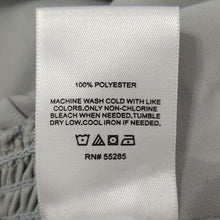 100% POLYESTER
MACHINE WASH COLD WITH LIKE
COLORS.ONLY NON-CHLORINE
BLEACH WHEN NEEDED.TUMBLE
DRY LOW.COOL IRON IF NEEDED.
RN# 55285